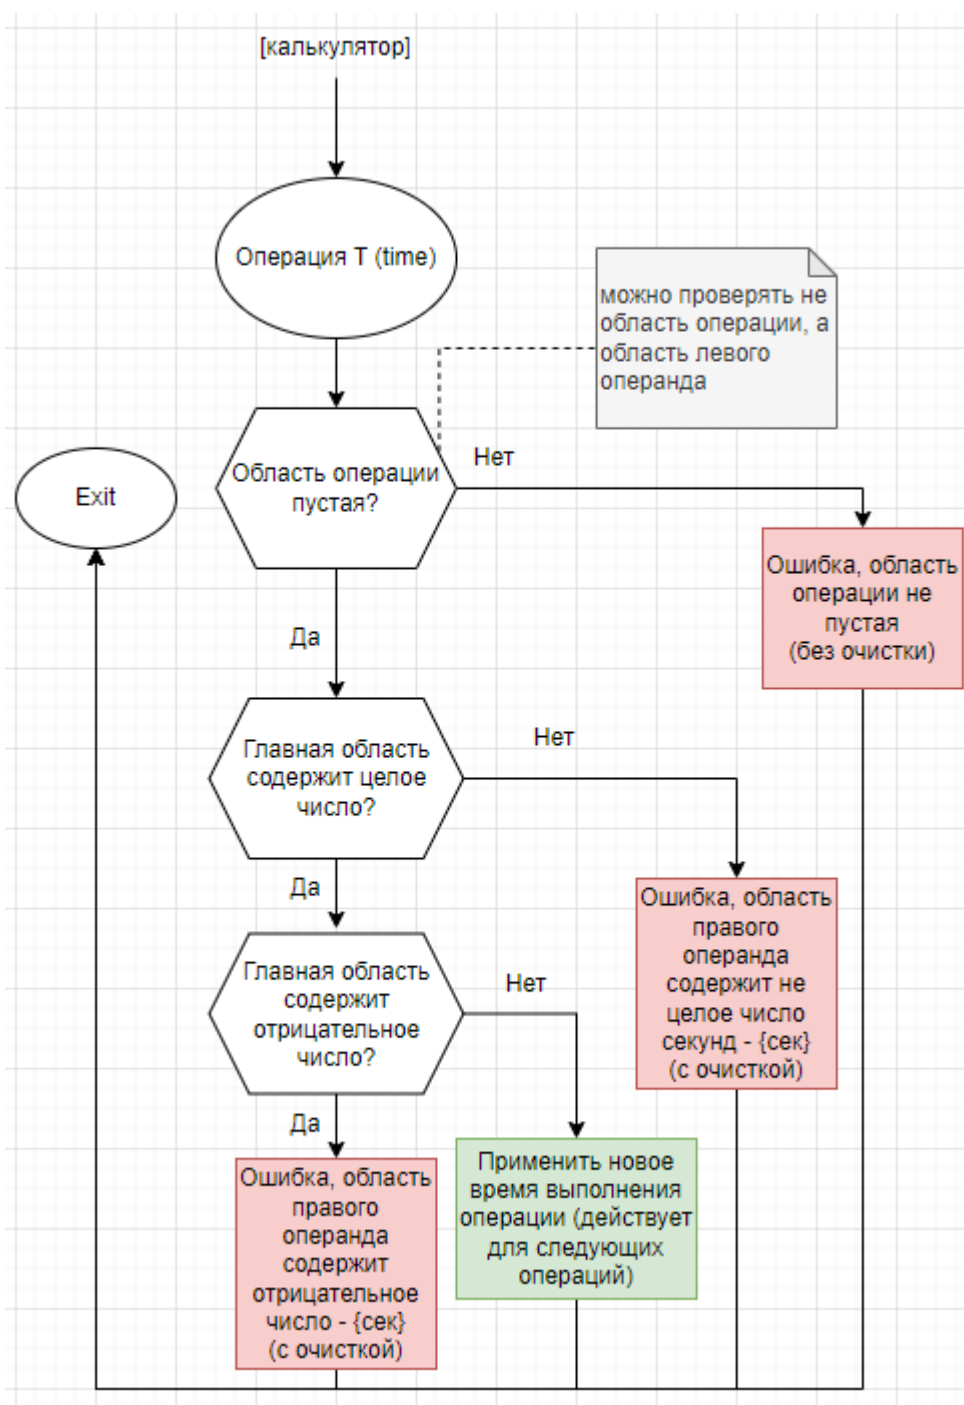 [калькулятор]
Операция T (time)
можно проверять не
область операции, а
область левого
операнда
Область операции
пустая?
Нет
Exit
Ошибка, область
операции не
пустая
(без очистки)
Да
Главная область
содержит целое
число?
Нет
Да
Ошибка, область
правого
операнда
содержит не
целое число
секунд - {сек}
(с очисткой)
Главная область
содержит
отрицательное
число?
Нет
Да
Ошибка, область
правого
операнда
содержит
отрицательное
число - {сек}
(с очисткой)
Применить новое
время выполнения
операции (действует
для следующих
операций)